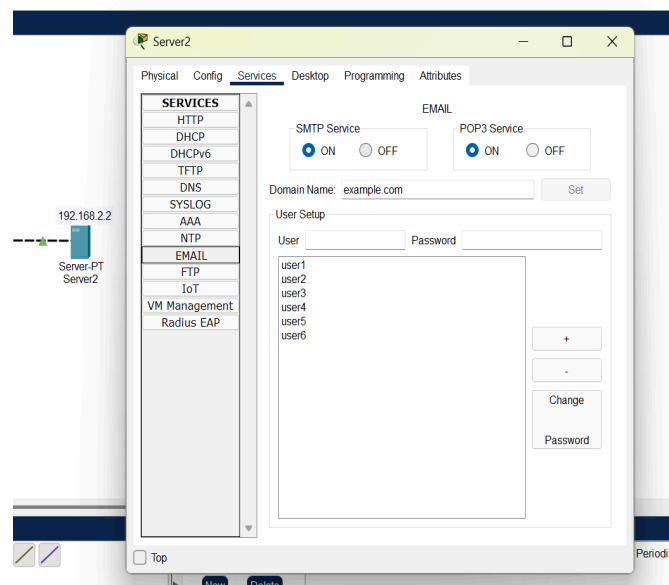 Server2
Physical Config Services Desktop Programming Attributes
SERVICES
HTTP
DHCP
DHCPv6
TFTP
DNS
SYSLOG
AAA
NTP
EMAIL
FTP
IoT
VM Management
Radius EAP
EMAIL
SMTP Service
ON OFF
POP3 Service
ON OFF
Domain Name: example.com Set
User Setup
User Password
user1
user2
user3
user4
user5
user6
+
-
Change
Password
Top
192.168.2.2
Server-PT
Server2
Periodi
New Delete